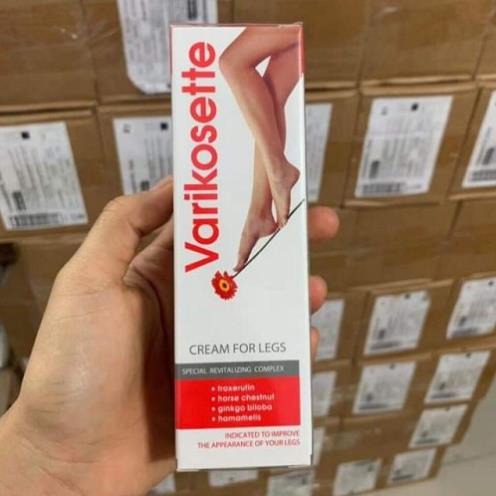 Varikosette
CREAM FOR LEGS
SPECIAL REVITALIZING COMPLEX
• troxerutin
• horse chestnut
• ginkgo biloba
• hamamelis
INDICATED TO IMPROVE
THE APPEARANCE OF YOUR LEGS